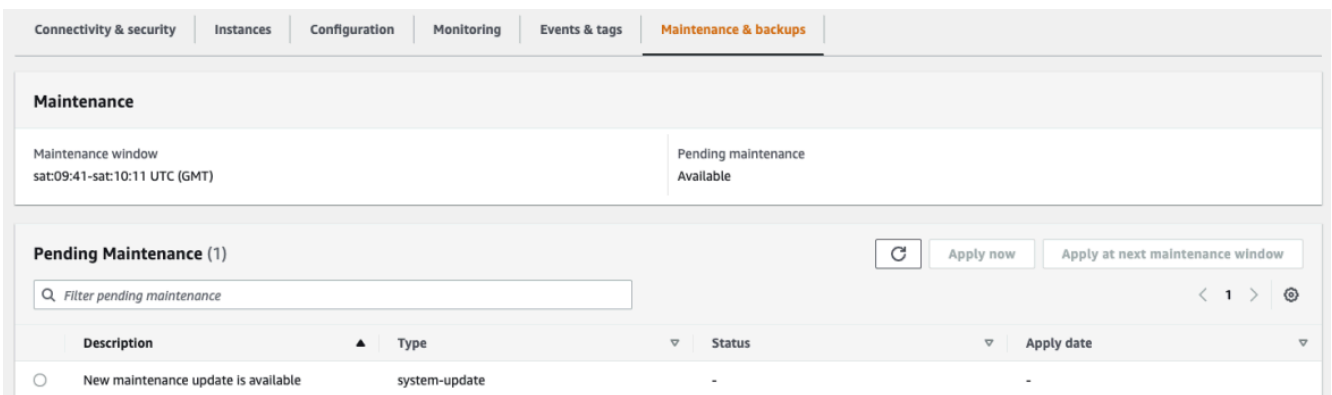 Connectivity & security Instances Configuration Monitoring Events & tags Maintenance & backups
Maintenance
Maintenance window Pending maintenance
sat:09:41-sat:10:11 UTC (GMT) Available
Pending Maintenance (1) Apply now Apply at next maintenance window
Filter pending maintenance 1
Description Type Status Apply date
New maintenance update is available system-update - -